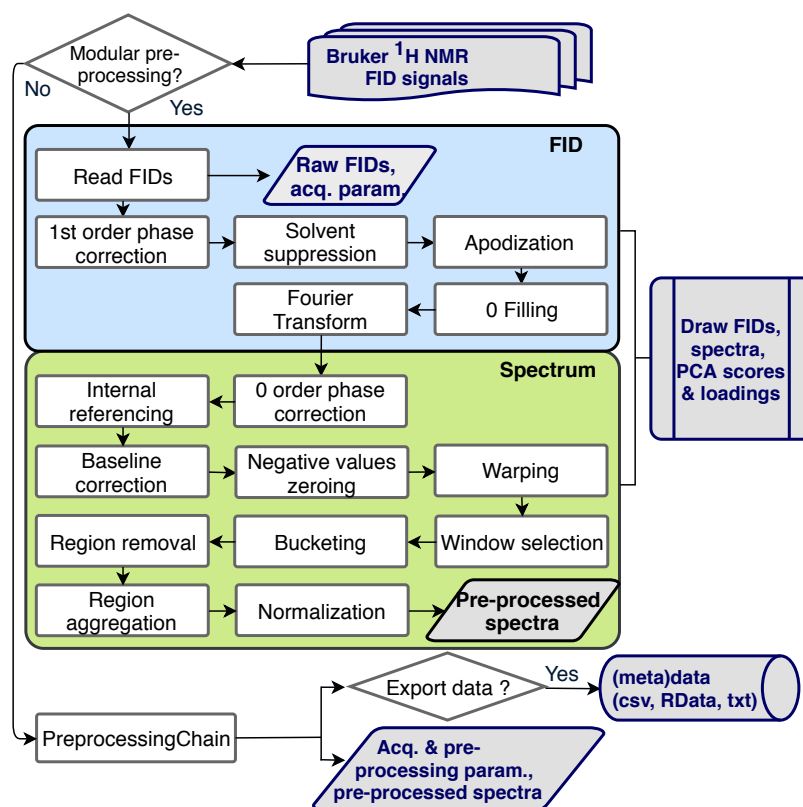 Modular pre-
processing?
Bruker ¹H NMR
FID signals
No
Yes
FID
Read FIDs
Raw FIDs,
acq. param.
1st order phase
correction
Solvent
suppression
Apodization
Fourier
Transform
0 Filling
Draw FIDs,
spectra,
PCA scores
& loadings
Spectrum
Internal
referencing
0 order phase
correction
Baseline
correction
Negative values
zeroing
Warping
Region removal
Bucketing
Window selection
Region
aggregation
Normalization
Pre-processed
spectra
Export data ?
Yes
(meta)data
(csv, RData, txt)
PreprocessingChain
Acq. & pre-
processing param.,
pre-processed spectra